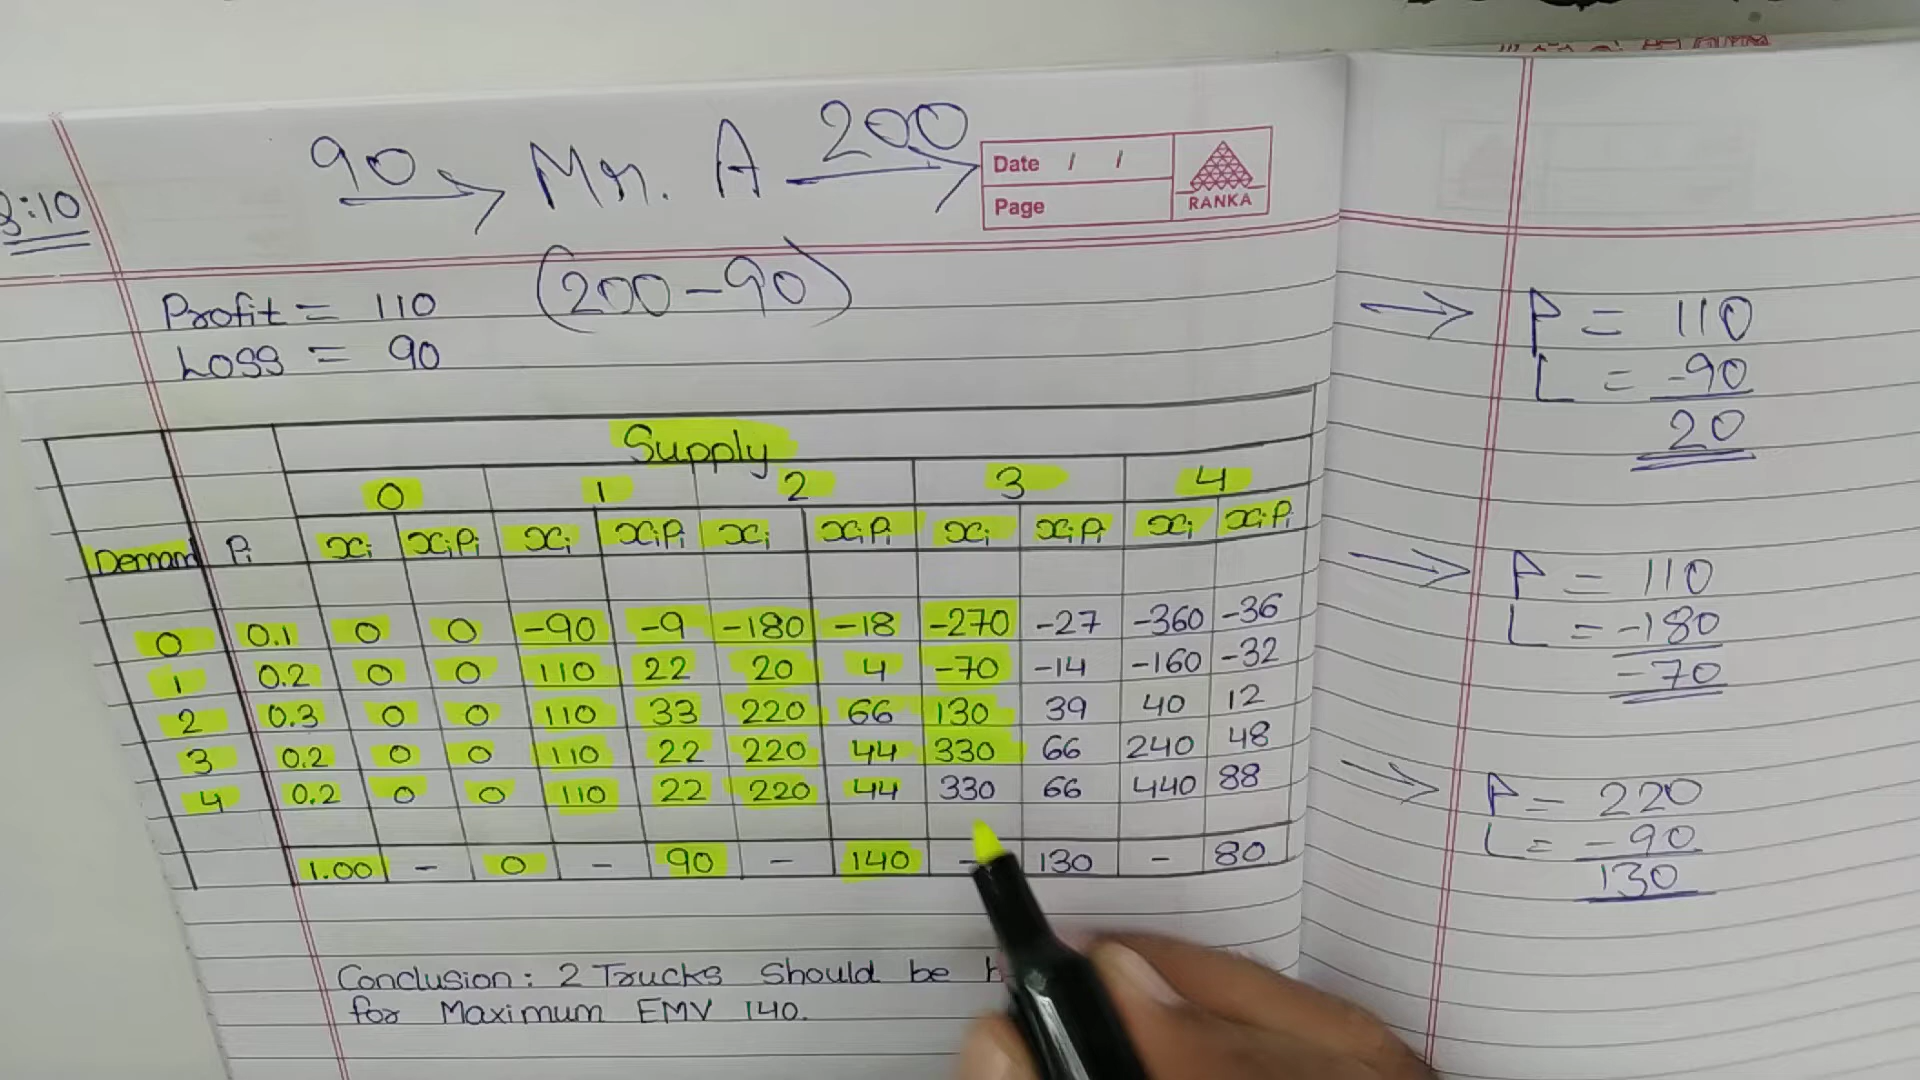 90 → Mr. A 200 →
Date / /
Page
RANKA
:10
Profit = 110 (200-90)
Loss = 90
Supply
0 1 2 3 4
Demand Pi xi xiPi xi xiPi xi xiPi xi xiPi xi xiPi
0 0.1 0 0 -90 -9 -180 -18 -270 -27 -360 -36
1 0.2 0 0 110 22 20 4 -70 -14 -160 -32
2 0.3 0 0 110 33 220 66 130 39 40 12
3 0.2 0 0 110 22 220 44 330 66 240 48
4 0.2 0 0 110 22 220 44 330 66 440 88
1.00 - 0 - 90 - 140 - 130 - 80
Conclusion: 2 Trucks should be
for Maximum EMV 140.
→ P = 110
L = -90
20
→ P = 110
L = -180
-70
→ P = 220
L = -90
130